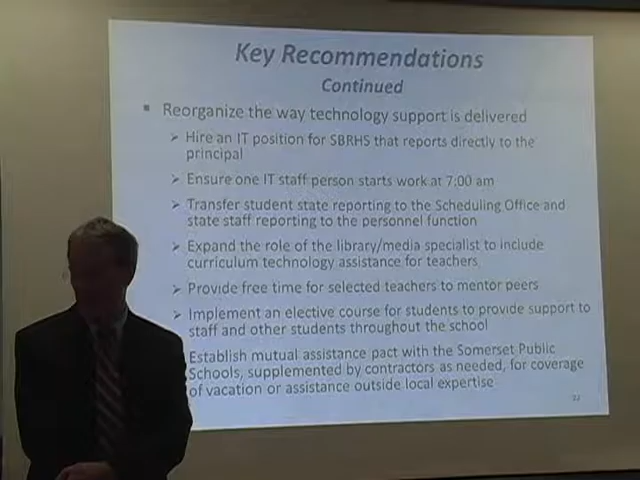 Key Recommendations
Continued
▪ Reorganize the way technology support is delivered
➢ Hire an IT position for SBRHS that reports directly to the
principal
➢ Ensure one IT staff person starts work at 7:00 am
➢ Transfer student state reporting to the Scheduling Office and
state staff reporting to the personnel function
➢ Expand the role of the library/media specialist to include
curriculum technology assistance for teachers
➢ Provide free time for selected teachers to mentor peers
➢ Implement an elective course for students to provide support to
staff and other students throughout the school
Establish mutual assistance pact with the Somerset Public
Schools, supplemented by contractors as needed, for coverage
of vacation or assistance outside local expertise